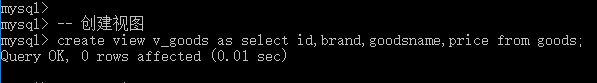 mysql>
mysql> -- 创建视图
mysql> create view v_goods as select id,brand,goodsname,price from goods;
Query OK, 0 rows affected (0.01 sec)